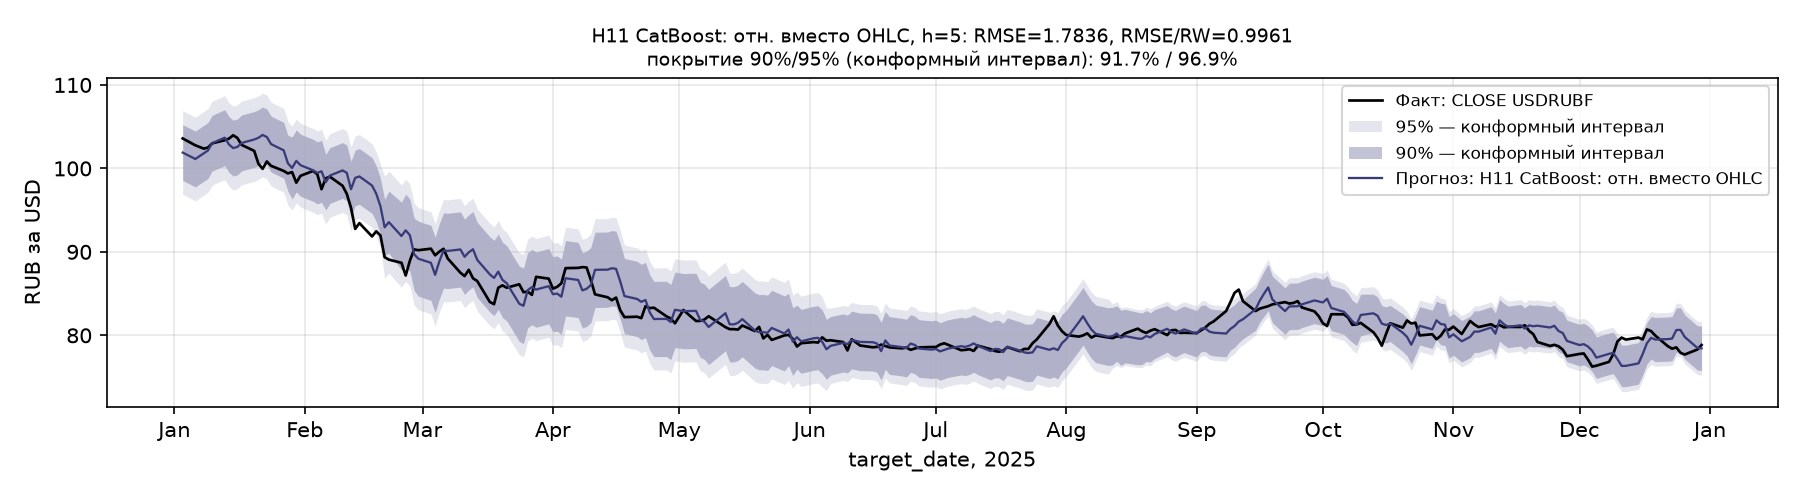 H11 CatBoost: отн. вместо OHLC, h=5: RMSE=1.7836, RMSE/RW=0.9961
покрытие 90%/95% (конформный интервал): 91.7% / 96.9%
110
100
90
80
RUB за USD
Факт: CLOSE USDRUBF
95% — конформный интервал
90% — конформный интервал
Прогноз: H11 CatBoost: отн. вместо OHLC
Jan Feb Mar Apr May Jun Jul Aug Sep Oct Nov Dec Jan
target_date, 2025